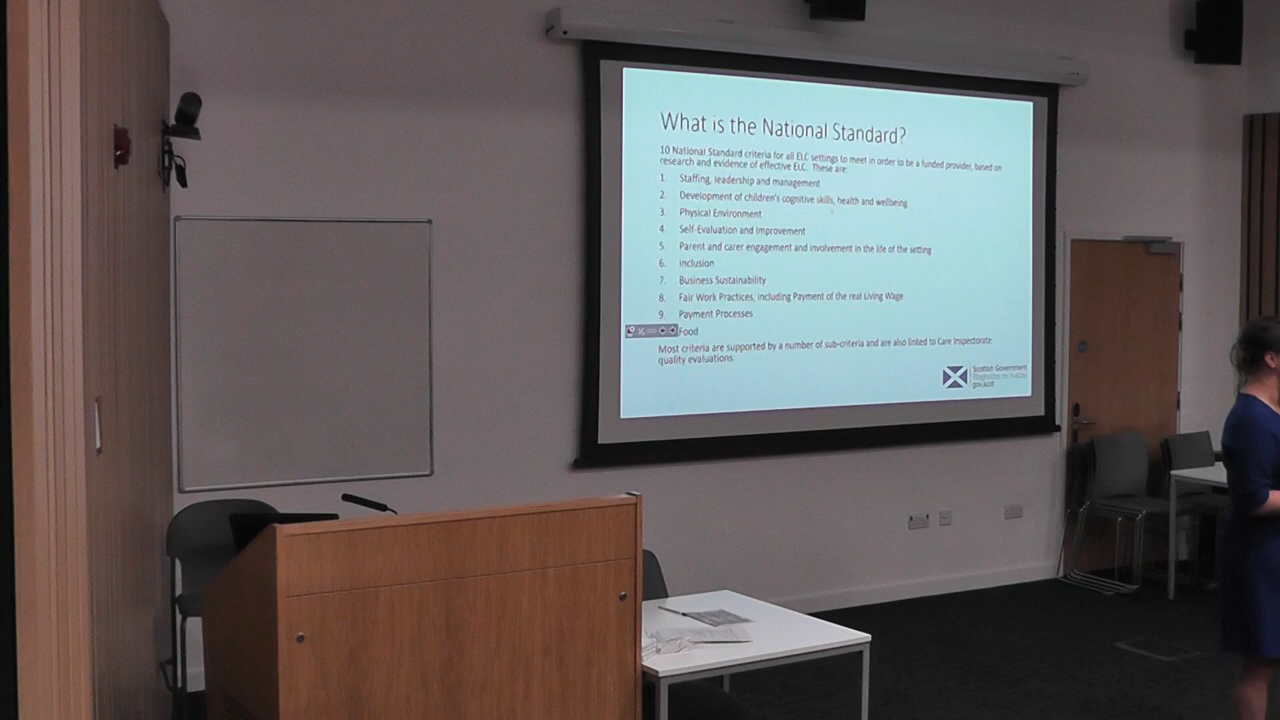 What is the National Standard?
10 National Standard criteria for all ELC settings to meet in order to be a funded provider, based on
research and evidence of effective ELC. These are:
1. Staffing, leadership and management
2. Development of children's cognitive skills, health and wellbeing
3. Physical Environment
4. Self-Evaluation and Improvement
5. Parent and carer engagement and involvement in the life of the setting
6. Inclusion
7. Business Sustainability
8. Fair Work Practices, including Payment of the real Living Wage
9. Payment Processes
Food
Most criteria are supported by a number of sub-criteria and are also linked to Care Inspectorate
quality evaluations.
Scottish Government
gov.scot